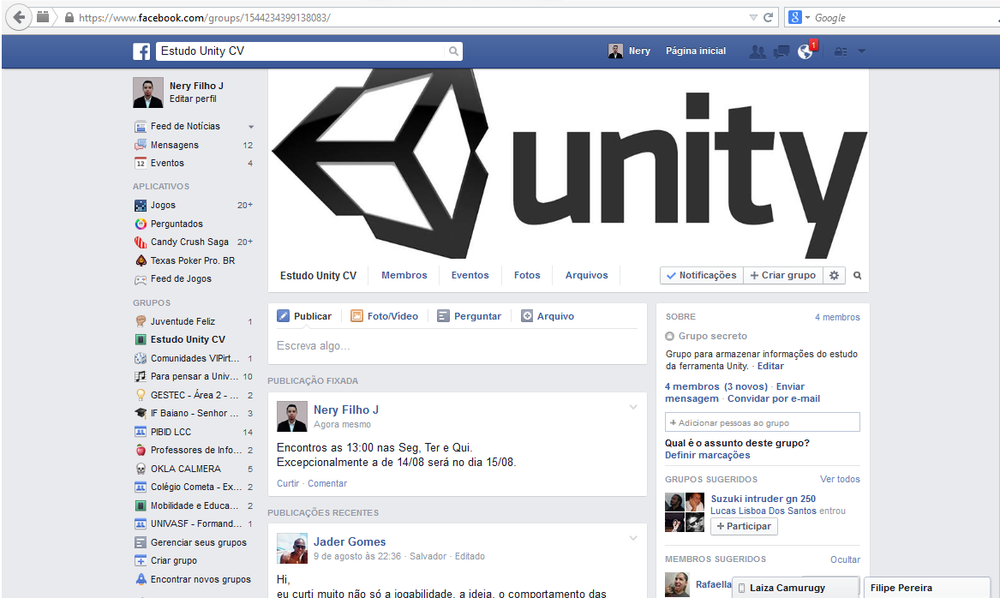 https://www.facebook.com/groups/1544234399138083/
8
Google
f
Estudo Unity CV
Nery
Página inicial
1
Nery Filho J
Editar perfil
Feed de Notícias
Mensagens 12
12 Eventos 4
APLICATIVOS
Jogos 20+
Perguntados
Candy Crush Saga 20+
Texas Poker Pro. BR
Feed de Jogos
GRUPOS
Juventude Feliz 1
Estudo Unity CV
Comunidades VIPirt... 1
Para pensar a Univ... 10
GESTEC - Área 2 - ... 2
IF Baiano - Senhor ... 3
PIBID LCC 14
Professores de Info... 2
OKLA CALMERA 5
Colégio Cometa - Ex... 2
Mobilidade e Educa... 2
UNIVASF - Formand... 1
Gerenciar seus grupos
Criar grupo
Encontrar novos grupos
unity
Estudo Unity CV
Membros
Eventos
Fotos
Arquivos
Notificações
+ Criar grupo
Publicar
Foto/Vídeo
Perguntar
Arquivo
Escreva algo...
PUBLICAÇÃO FIXADA
Nery Filho J
Agora mesmo
Encontros as 13:00 nas Seg, Ter e Qui.
Excepcionalmente a de 14/08 será no dia 15/08.
Curtir · Comentar
PUBLICAÇÕES RECENTES
Jader Gomes
9 de agosto às 22:36 · Salvador · Editado
Hi,
eu curti muito não só a jogabilidade, a ideia, o comportamento das
SOBRE 4 membros
Grupo secreto
Grupo para armazenar informações do estudo
da ferramenta Unity. · Editar
4 membros (3 novos) · Enviar
mensagem · Convidar por e-mail
+ Adicionar pessoas ao grupo
Qual é o assunto deste grupo?
Definir marcações
GRUPOS SUGERIDOS Ver todos
Suzuki intruder gn 250
Lucas Lisboa Dos Santos entrou
+ Participar
MEMBROS SUGERIDOS Ocultar
Rafaella
Laiza Camurugy
Filipe Pereira